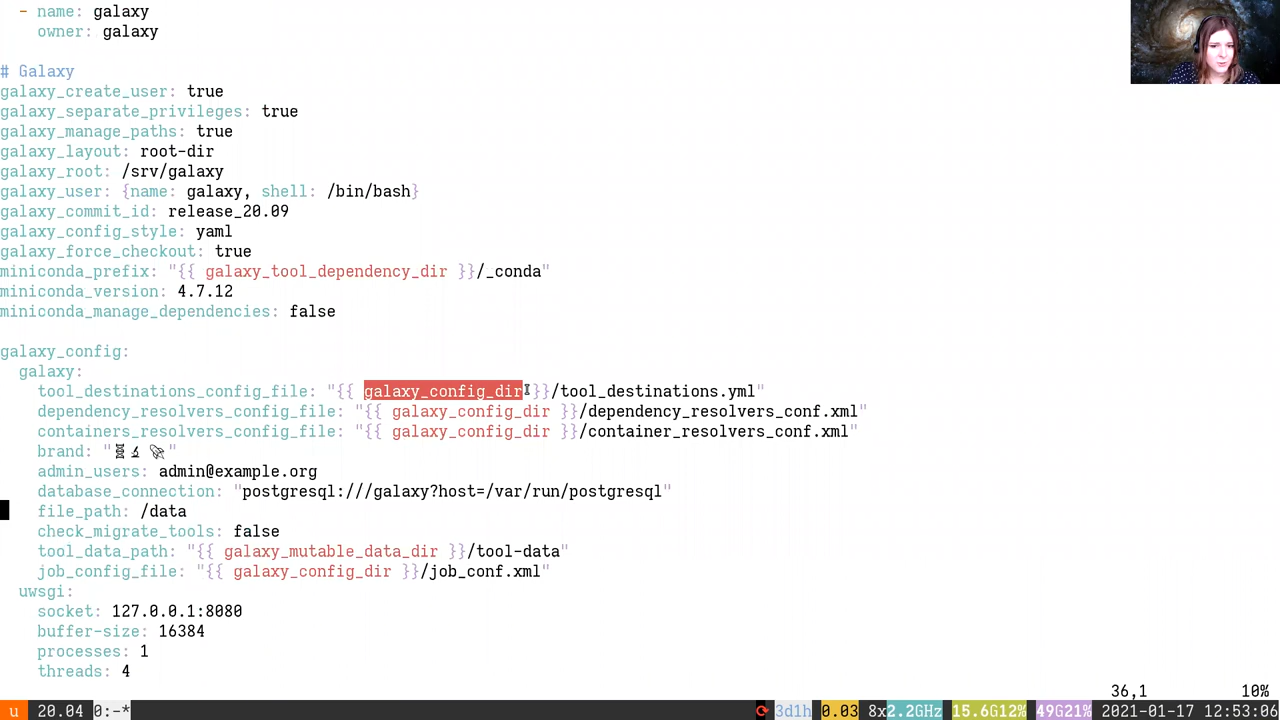 - name: galaxy
owner: galaxy
# Galaxy
galaxy_create_user: true
galaxy_separate_privileges: true
galaxy_manage_paths: true
galaxy_layout: root-dir
galaxy_root: /srv/galaxy
galaxy_user: {name: galaxy, shell: /bin/bash}
galaxy_commit_id: release_20.09
galaxy_config_style: yaml
galaxy_force_checkout: true
miniconda_prefix: "{{ galaxy_tool_dependency_dir }}/_conda"
miniconda_version: 4.7.12
miniconda_manage_dependencies: false
galaxy_config:
galaxy:
tool_destinations_config_file: "{{ galaxy_config_dir }}/tool_destinations.yml"
dependency_resolvers_config_file: "{{ galaxy_config_dir }}/dependency_resolvers_conf.xml"
containers_resolvers_config_file: "{{ galaxy_config_dir }}/container_resolvers_conf.xml"
brand: "🧬🔬🚀"
admin_users: admin@example.org
database_connection: "postgresql:///galaxy?host=/var/run/postgresql"
file_path: /data
check_migrate_tools: false
tool_data_path: "{{ galaxy_mutable_data_dir }}/tool-data"
job_config_file: "{{ galaxy_config_dir }}/job_conf.xml"
uwsgi:
socket: 127.0.0.1:8080
buffer-size: 16384
processes: 1
threads: 4
36,1 10%
u 20.04 0:-* 3d1h 0.03 8x2.2GHz 15.6G12% 49G21% 2021-01-17 12:53:06